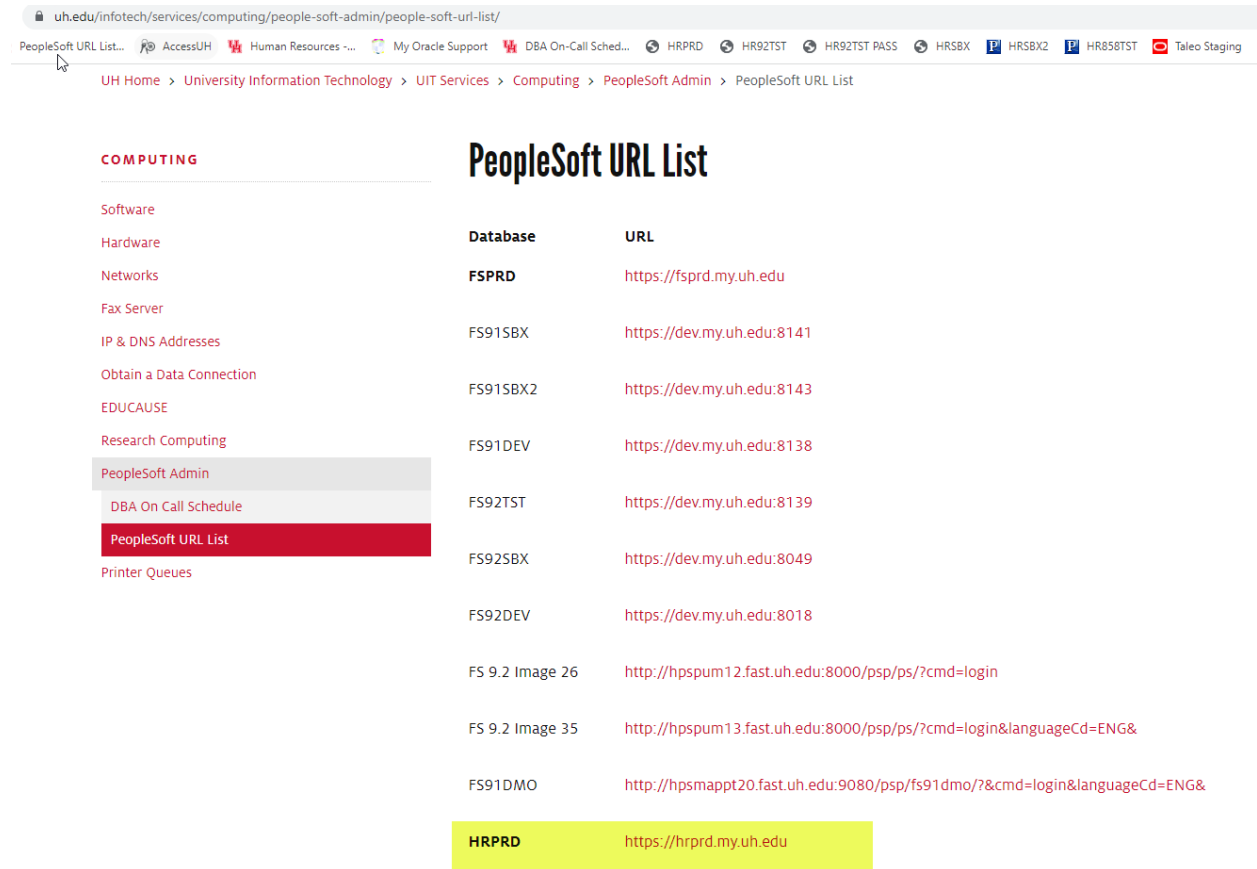 uh.edu/infotech/services/computing/people-soft-admin/people-soft-url-list/
PeopleSoft URL List... AccessUH Human Resources -... My Oracle Support DBA On-Call Sched... HRPRD HR92TST HR92TST PASS HRSBX HRSBX2 HR858TST Taleo Staging
UH Home > University Information Technology > UIT Services > Computing > PeopleSoft Admin > PeopleSoft URL List
COMPUTING
Software
Hardware
Networks
Fax Server
IP & DNS Addresses
Obtain a Data Connection
EDUCAUSE
Research Computing
PeopleSoft Admin
DBA On Call Schedule
PeopleSoft URL List
Printer Queues
PeopleSoft URL List
Database URL
FSPRD https://fsprd.my.uh.edu
FS91SBX https://dev.my.uh.edu:8141
FS91SBX2 https://dev.my.uh.edu:8143
FS91DEV https://dev.my.uh.edu:8138
FS92TST https://dev.my.uh.edu:8139
FS92SBX https://dev.my.uh.edu:8049
FS92DEV https://dev.my.uh.edu:8018
FS 9.2 Image 26 http://hpspum12.fast.uh.edu:8000/psp/ps/?cmd=login
FS 9.2 Image 35 http://hpspum13.fast.uh.edu:8000/psp/ps/?cmd=login&languageCd=ENG&
FS91DMO http://hpsmappt20.fast.uh.edu:9080/psp/fs91dmo/?&cmd=login&languageCd=ENG&
HRPRD https://hrprd.my.uh.edu